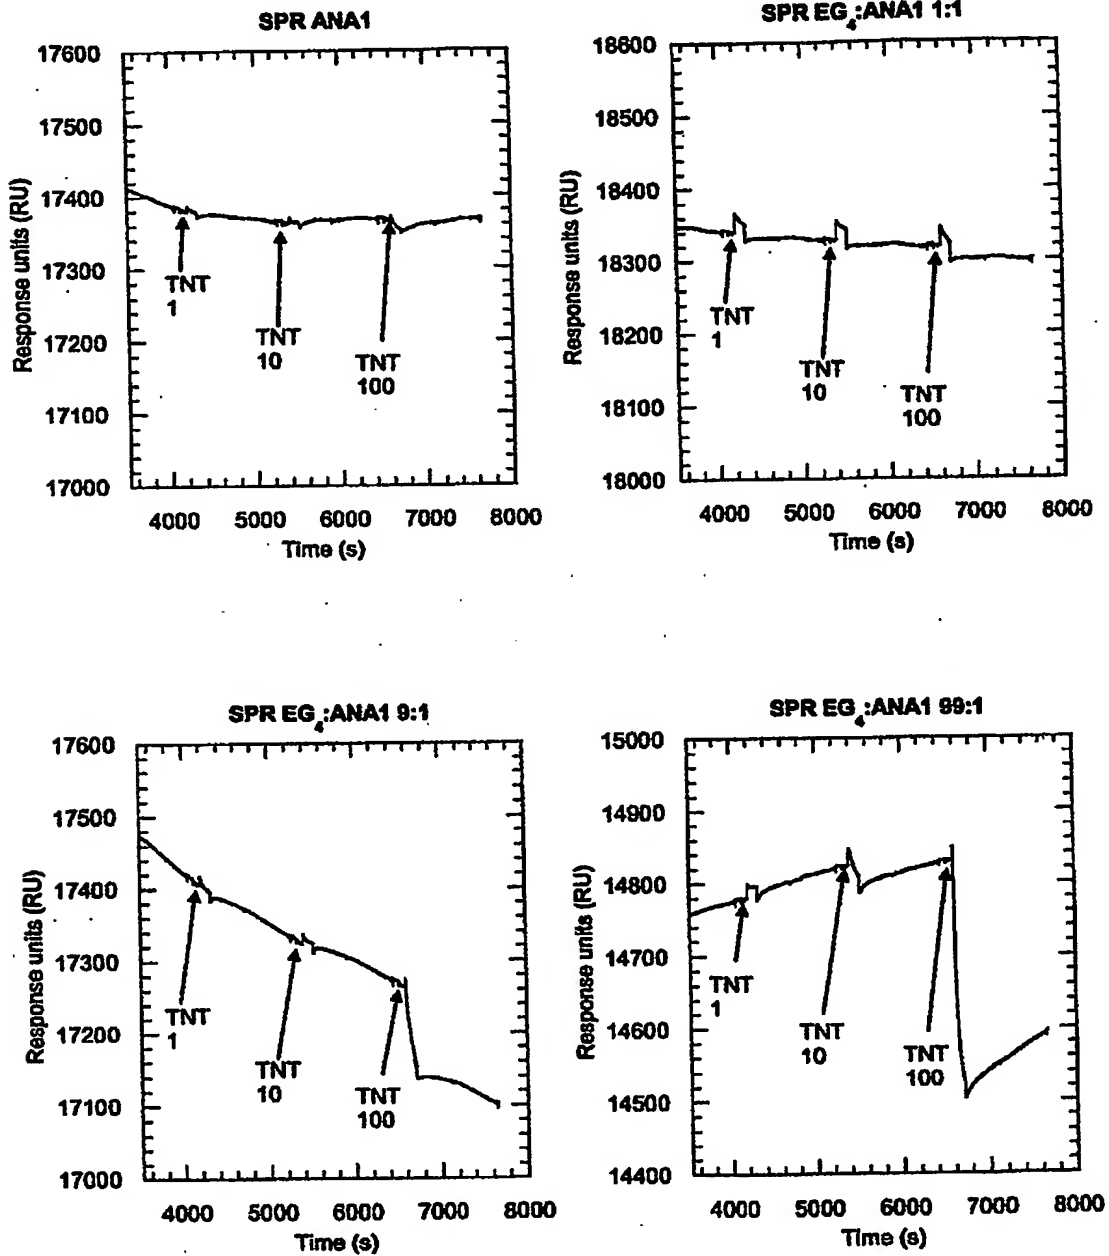 SPR ANA1
17600
17500
17400
17300
17200
17100
17000
Response units (RU)
TNT
1
TNT
10
TNT
100
4000 5000 6000 7000 8000
Time (s)
SPR EG4:ANA1 1:1
18600
18500
18400
18300
18200
18100
18000
Response units (RU)
TNT
1
TNT
10
TNT
100
4000 5000 6000 7000 8000
Time (s)
SPR EG4:ANA1 9:1
17600
17500
17400
17300
17200
17100
17000
Response units (RU)
TNT
1
TNT
10
TNT
100
4000 5000 6000 7000 8000
Time (s)
SPR EG4:ANA1 99:1
15000
14900
14800
14700
14600
14500
14400
Response units (RU)
TNT
1
TNT
10
TNT
100
4000 5000 6000 7000 8000
Time (s)